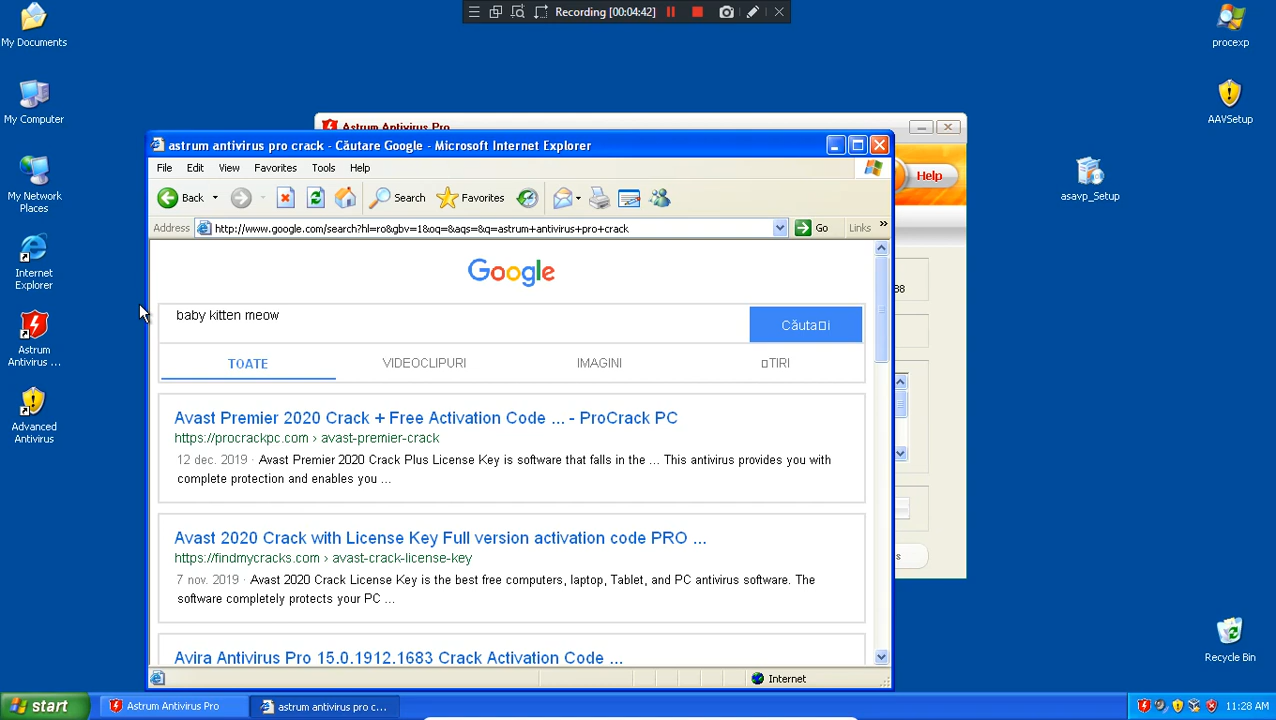 Recording [00:04:42]
My Documents
My Computer
My Network
Places
Internet
Explorer
Astrum
Antivirus ...
Advanced
Antivirus
procexp
AAVSetup
asavp_Setup
Recycle Bin
Astrum Antivirus Pro
Help
88
s
astrum antivirus pro crack - Căutare Google - Microsoft Internet Explorer
File Edit View Favorites Tools Help
Back Search Favorites
Address http://www.google.com/search?hl=ro&gbv=1&oq=&aqs=&q=astrum+antivirus+pro+crack Go Links »
Google
baby kitten meow
Căuta▯i
TOATE VIDEOCLIPURI IMAGINI ▯TIRI
Avast Premier 2020 Crack + Free Activation Code ... - ProCrack PC
https://procrackpc.com › avast-premier-crack
12 dec. 2019 · Avast Premier 2020 Crack Plus License Key is software that falls in the ... This antivirus provides you with
complete protection and enables you ...
Avast 2020 Crack with License Key Full version activation code PRO ...
https://findmycracks.com › avast-crack-license-key
7 nov. 2019 · Avast 2020 Crack License Key is the best free computers, laptop, Tablet, and PC antivirus software. The
software completely protects your PC ...
Avira Antivirus Pro 15.0.1912.1683 Crack Activation Code ...
Internet
start
Astrum Antivirus Pro
astrum antivirus pro c...
11:28 AM